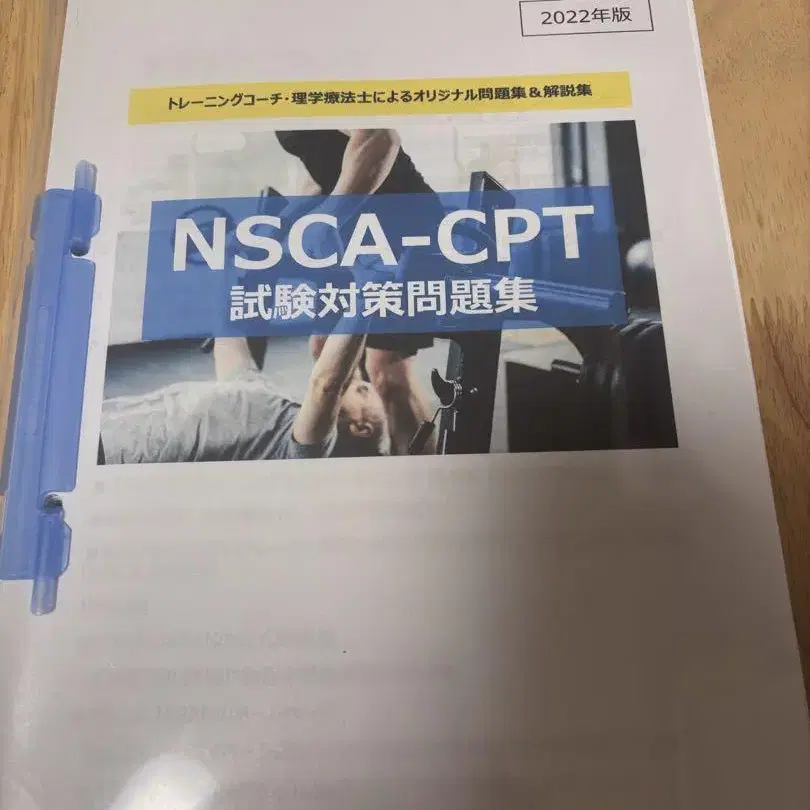 2022年版
トレーニングコーチ・理学療法士によるオリジナル問題集&解説集
NSCA-CPT
試験対策問題集